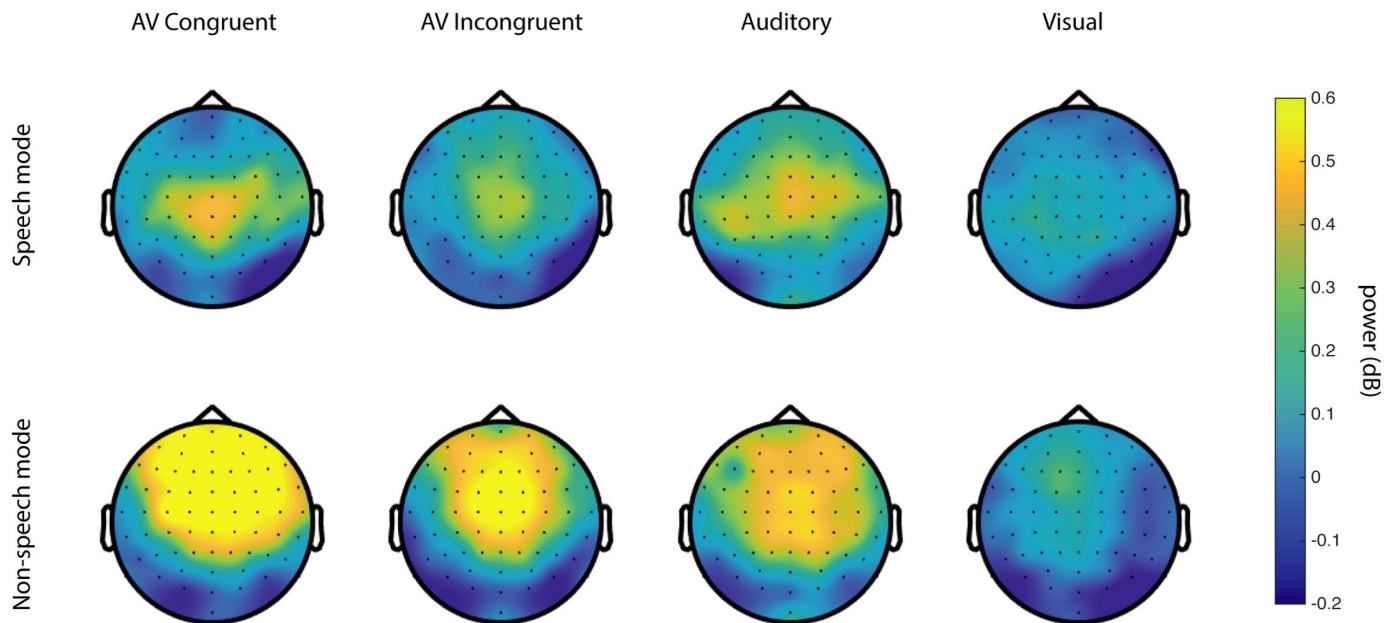 AV Congruent AV Incongruent Auditory Visual
Speech mode
Non-speech mode
0.6
0.5
0.4
0.3
0.2
0.1
0
-0.1
-0.2
power (dB)